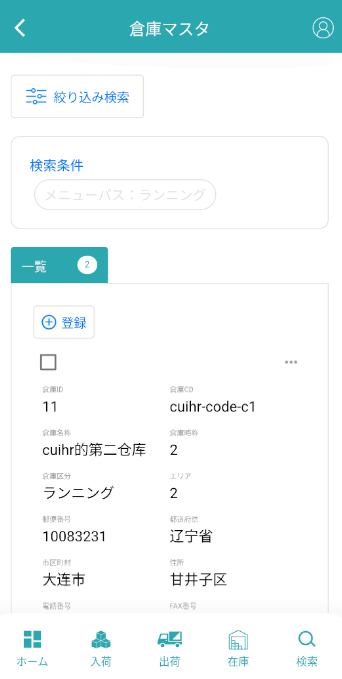 倉庫マスタ
絞り込み検索
検索条件
メニューパス：ランニング
一覧 2
登録
倉庫ID 倉庫CD
11 cuihr-code-c1
倉庫名称 倉庫略称
cuihr的第二仓库 2
倉庫区分 エリア
ランニング 2
郵便番号 都道府県
10083231 辽宁省
市区町村 住所
大连市 甘井子区
電話番号 FAX番号
ホーム 入荷 出荷 在庫 検索